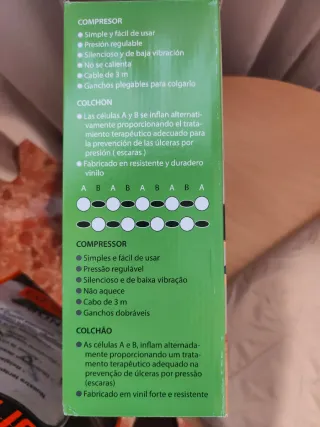 COMPRESOR
● Simple y fácil de usar
● Presión regulable
● Silencioso y de baja vibración
● No se calienta
● Cable de 3 m
● Ganchos plegables para colgarlo
COLCHON
● Las células A y B se inflan alternati-
vamente proporcionando el trata-
miento terapéutico adecuado para
la prevención de las úlceras por
presión ( escaras )
● Fabricado en resistente y duradero
vinilo
A B A B A B A B A
COMPRESSOR
● Simples e fácil de usar
● Pressão regulável
● Silencioso e de baixa vibração
● Não aquece
● Cabo de 3 m
● Ganchos dobráveis
COLCHÃO
● As células A e B, inflam alternada-
mente proporcionando um trata-
mento terapêutico adequado na
prevenção de úlceras por pressão
(escaras)
● Fabricado em vinil forte e resistente